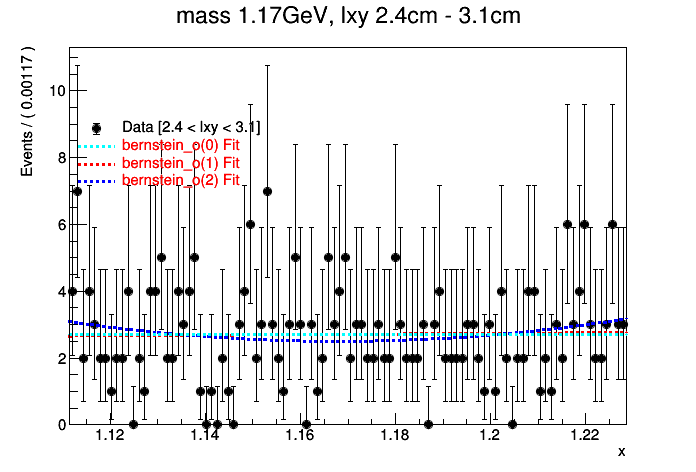 mass 1.17GeV, lxy 2.4cm - 3.1cm
Events / ( 0.00117 )
10
8
6
4
2
0
Data [2.4 < lxy < 3.1]
bernstein_o(0) Fit
bernstein_o(1) Fit
bernstein_o(2) Fit
1.12 1.14 1.16 1.18 1.2 1.22
x